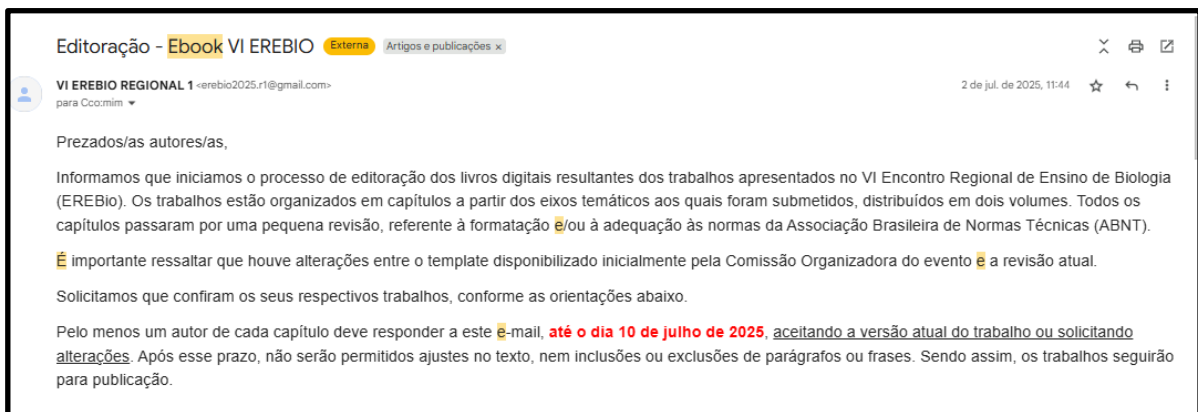 Editoração - Ebook VI EREBIO Externa Artigos e publicações ×
VI EREBIO REGIONAL 1 <erebio2025.r1@gmail.com> 2 de jul. de 2025, 11:44
para Cco:mim
Prezados/as autores/as,
Informamos que iniciamos o processo de editoração dos livros digitais resultantes dos trabalhos apresentados no VI Encontro Regional de Ensino de Biologia
(EREBio). Os trabalhos estão organizados em capítulos a partir dos eixos temáticos aos quais foram submetidos, distribuídos em dois volumes. Todos os
capítulos passaram por uma pequena revisão, referente à formatação e/ou à adequação às normas da Associação Brasileira de Normas Técnicas (ABNT).
É importante ressaltar que houve alterações entre o template disponibilizado inicialmente pela Comissão Organizadora do evento e a revisão atual.
Solicitamos que confiram os seus respectivos trabalhos, conforme as orientações abaixo.
Pelo menos um autor de cada capítulo deve responder a este e-mail, até o dia 10 de julho de 2025, aceitando a versão atual do trabalho ou solicitando
alterações. Após esse prazo, não serão permitidos ajustes no texto, nem inclusões ou exclusões de parágrafos ou frases. Sendo assim, os trabalhos seguirão
para publicação.